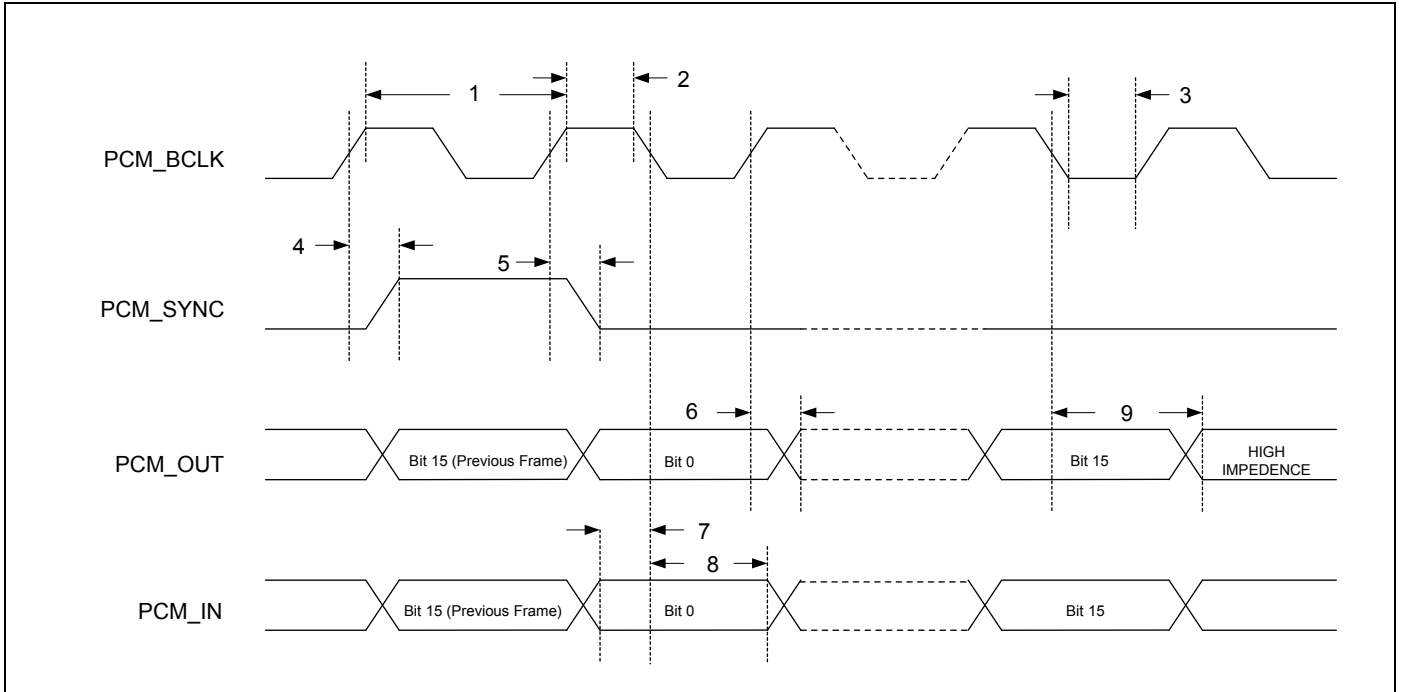 1
2
3
PCM_BCLK
4
5
PCM_SYNC
6
9
PCM_OUT
Bit 15 (Previous Frame)
Bit 0
Bit 15
HIGH
IMPEDENCE
7
8
PCM_IN
Bit 15 (Previous Frame)
Bit 0
Bit 15